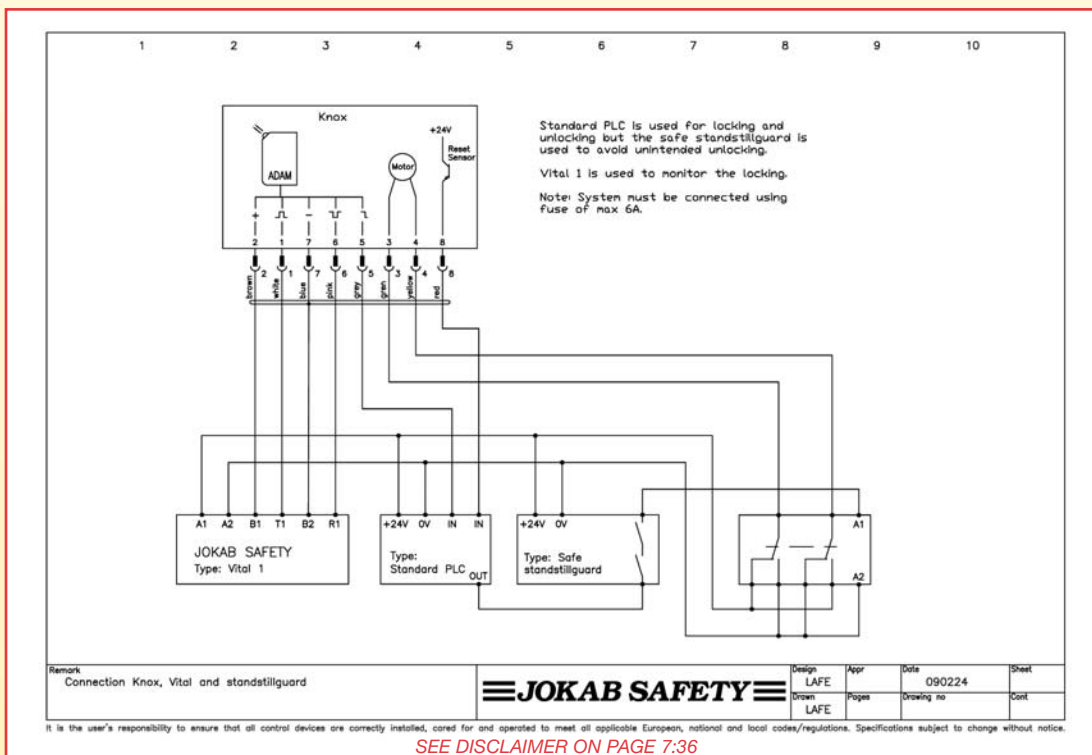 1 2 3 4 5 6 7 8 9 10
Knox
+24V
Reset
Sensor
ADAM
Motor
+ −
2 1 7 6 5 3 4 8
2 1 7 6 5 3 4 8
brown white blue pink grey gren yellow red
Standard PLC is used for locking and
unlocking but the safe standstillguard is
used to avoid unintended unlocking.
Vital 1 is used to monitor the locking.
Note: System must be connected using
fuse of max 6A.
A1 A2 B1 T1 B2 R1
JOKAB SAFETY
Type: Vital 1
+24V 0V IN IN
Type:
Standard PLC
OUT
+24V 0V
Type: Safe
standstillguard
A1
A2
Remark
Connection Knox, Vital and standstillguard
JOKAB SAFETY
Design
LAFE
Appr
Date
090224
Sheet
Drawn
LAFE
Pages
Drawing no
Cont
It is the user's responsibility to ensure that all control devices are correctly installed, cared for and operated to meet all applicable European, national and local codes/regulations. Specifications subject to change without notice.
SEE DISCLAIMER ON PAGE 7:36